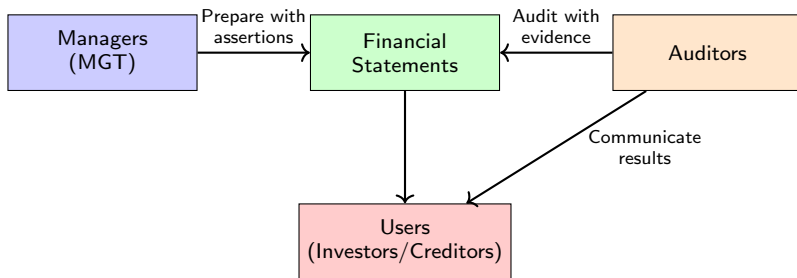 Managers
(MGT)
Prepare with
assertions
Financial
Statements
Audit with
evidence
Auditors
Communicate
results
Users
(Investors/Creditors)